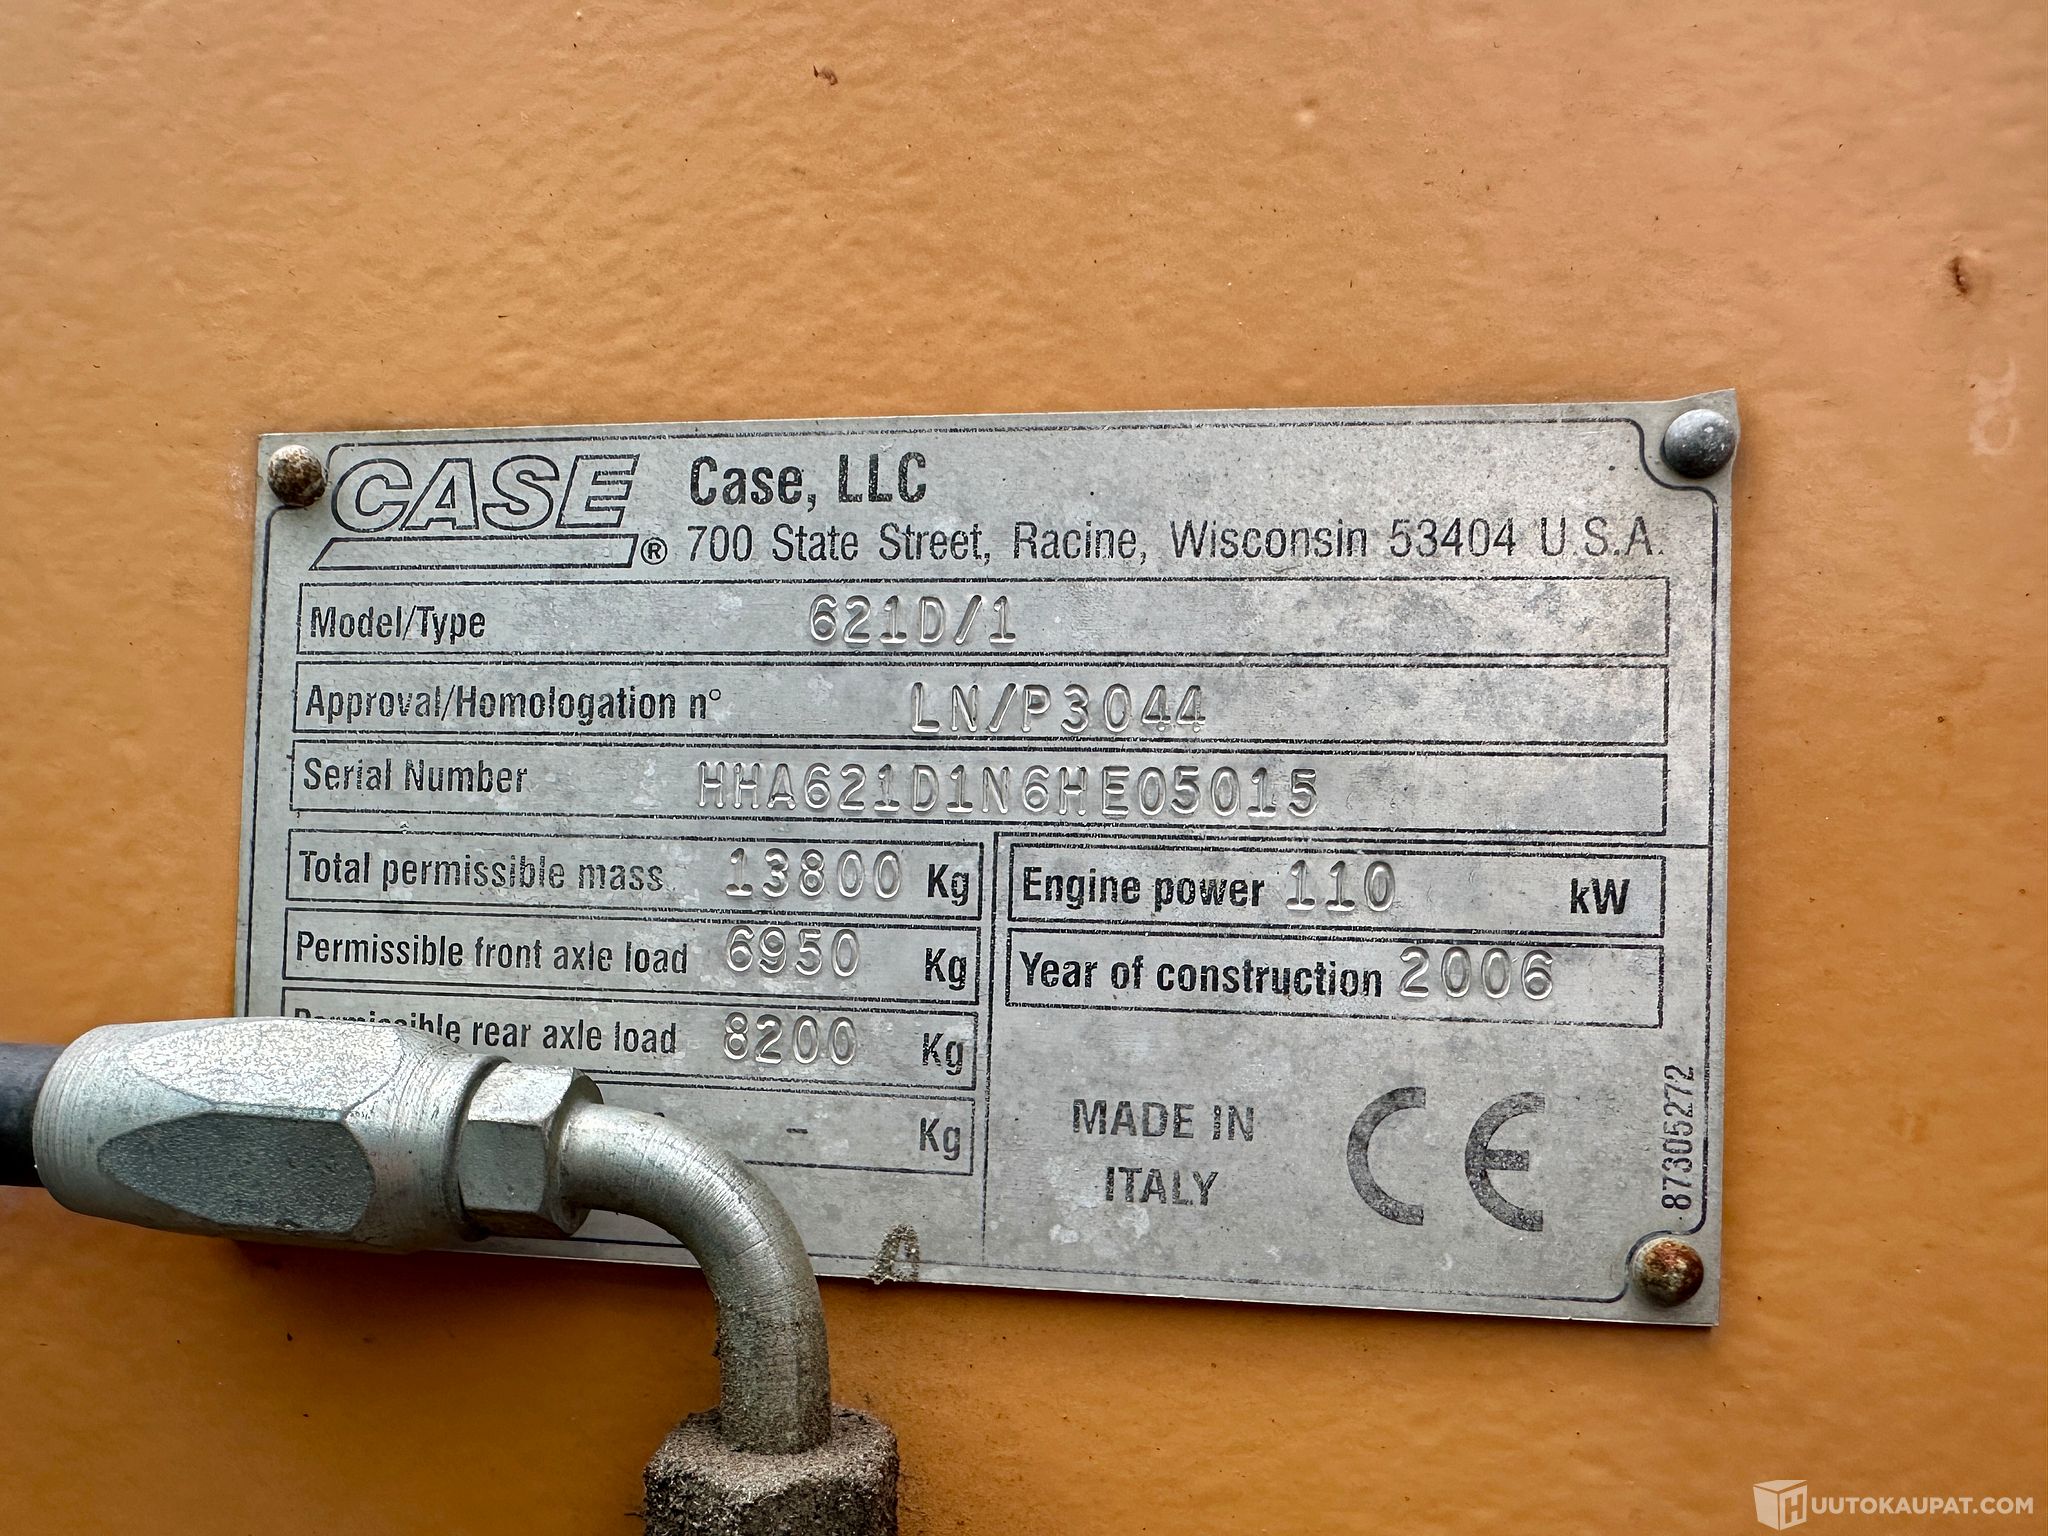 CASE® Case, LLC
700 State Street, Racine, Wisconsin 53404 U.S.A.
Model/Type 621D/1
Approval/Homologation n° LN/P3044
Serial Number HHA621D1N6HE05015
Total permissible mass 13800 Kg
Permissible front axle load 6950 Kg
Permissible rear axle load 8200 Kg
- Kg
Engine power 110 kW
Year of construction 2006
MADE IN
ITALY
CE
87305272
HUUTOKAUPAT.COM